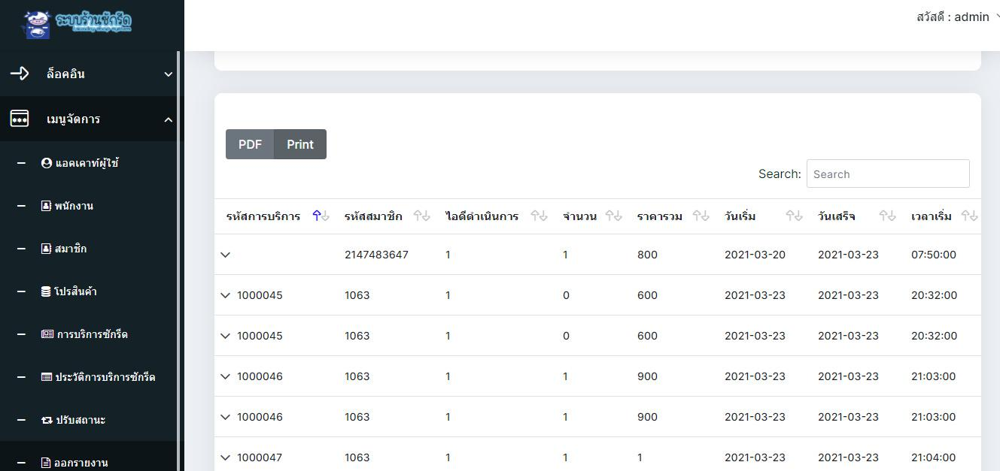 ระบบร้านซักรีด
สวัสดี : admin
ล็อคอิน
เมนูจัดการ
แอคเคาท์ผู้ใช้
พนักงาน
สมาชิก
โปรสินค้า
การบริการซักรีด
ประวัติการบริการซักรีด
ปรับสถานะ
ออกรายงาน
PDF Print
Search: Search
รหัสการบริการ รหัสสมาชิก ไอดีดำเนินการ จำนวน ราคารวม วันเริ่ม วันเสร็จ เวลาเริ่ม
2147483647 1 1 800 2021-03-20 2021-03-23 07:50:00
1000045 1063 1 0 600 2021-03-23 2021-03-23 20:32:00
1000045 1063 1 0 600 2021-03-23 2021-03-23 20:32:00
1000046 1063 1 1 900 2021-03-23 2021-03-23 21:03:00
1000046 1063 1 1 900 2021-03-23 2021-03-23 21:03:00
1000047 1063 1 1 1 2021-03-23 2021-03-23 21:04:00